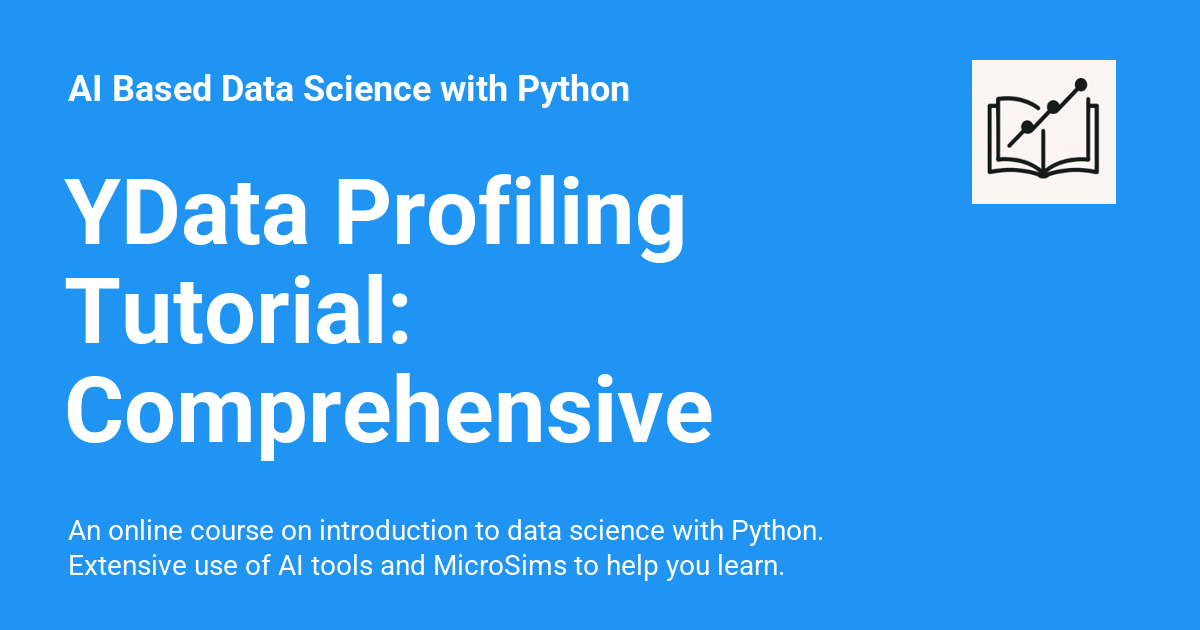 AI Based Data Science with Python
YData Profiling
Tutorial:
Comprehensive
An online course on introduction to data science with Python.
Extensive use of AI tools and MicroSims to help you learn.